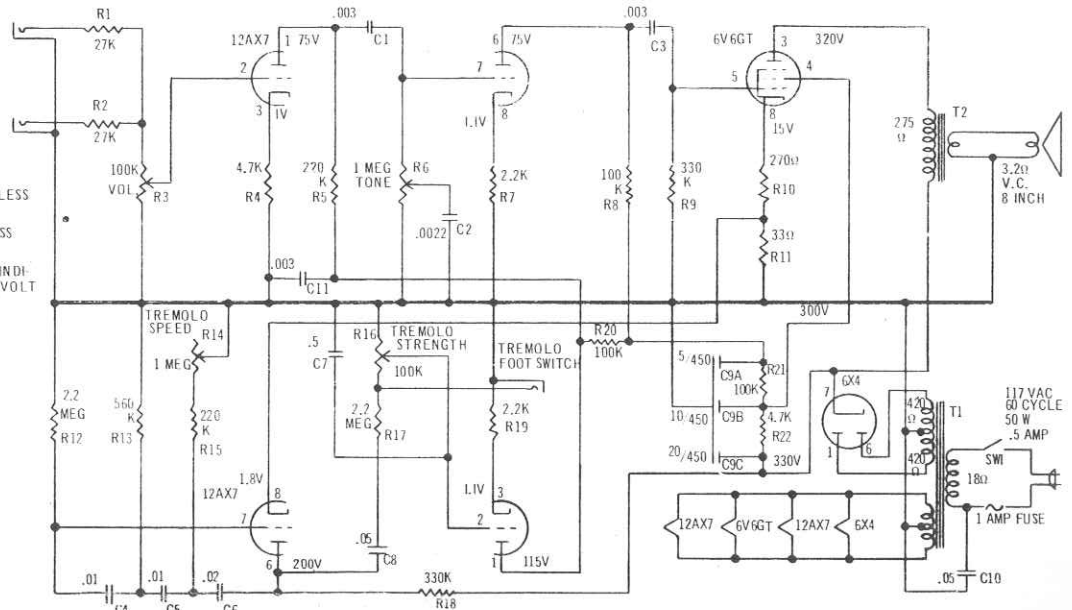 R1
27K
R2
27K
100K
VOL.
R3
LESS
SS
INDI-
VOLT
12AX7
1
75V
2
3
1V
4.7K
R4
220
K
R5
.003
C1
1 MEG
TONE
R6
.0022
C2
.003
C11
6
75V
7
8
1.1V
2.2K
R7
100
K
R8
.003
C3
330
K
R9
6V6GT
3
320V
4
5
8
15V
270Ω
R10
33Ω
R11
275
Ω
T2
3.2Ω
V.C.
8 INCH
TREMOLO
SPEED
R14
1 MEG
.5
C7
R16
TREMOLO
STRENGTH
100K
TREMOLO
FOOT SWITCH
R20
100K
300V
5/450
C9A
R21
100K
10/450
C9B
4.7K
R22
20/450
C9C
330V
6X4
7
1
6
420
Ω
420
Ω
T1
117 VAC
60 CYCLE
50 W
.5 AMP
SW1
18Ω
1 AMP FUSE
.05
C10
2.2
MEG
R12
560
K
R13
220
K
R15
2.2
MEG
R17
2.2K
R19
12AX7
1.8V
8
7
6
200V
.05
C8
1.1V
3
2
1
115V
330K
R18
.01
C4
.01
C5
.02
C6
12AX7
6V6GT
12AX7
6X4